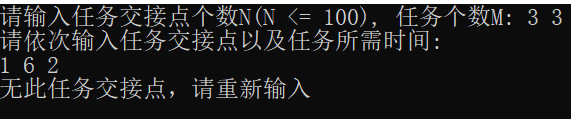 请输入任务交接点个数N(N <= 100), 任务个数M: 3 3
请依次输入任务交接点以及任务所需时间:
1 6 2
无此任务交接点，请重新输入